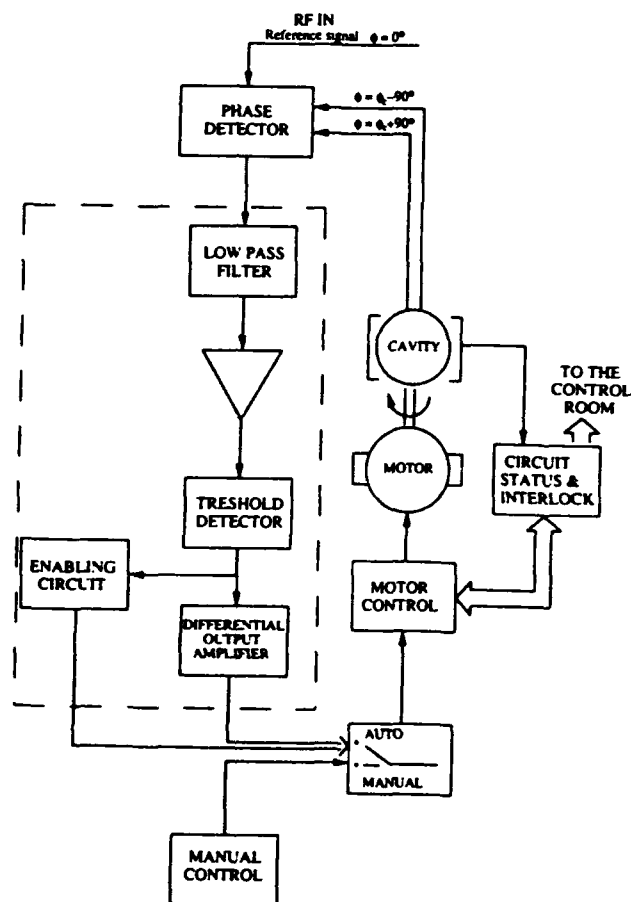 RF IN
Reference signal ϕ = 0°
PHASE
DETECTOR
ϕ = ϕc−90°
ϕ = ϕc+90°
LOW PASS
FILTER
CAVITY
TO THE
CONTROL
ROOM
MOTOR
CIRCUIT
STATUS &
INTERLOCK
TRESHOLD
DETECTOR
ENABLING
CIRCUIT
MOTOR
CONTROL
DIFFERENTIAL
OUTPUT
AMPLIFIER
AUTO
MANUAL
MANUAL
CONTROL